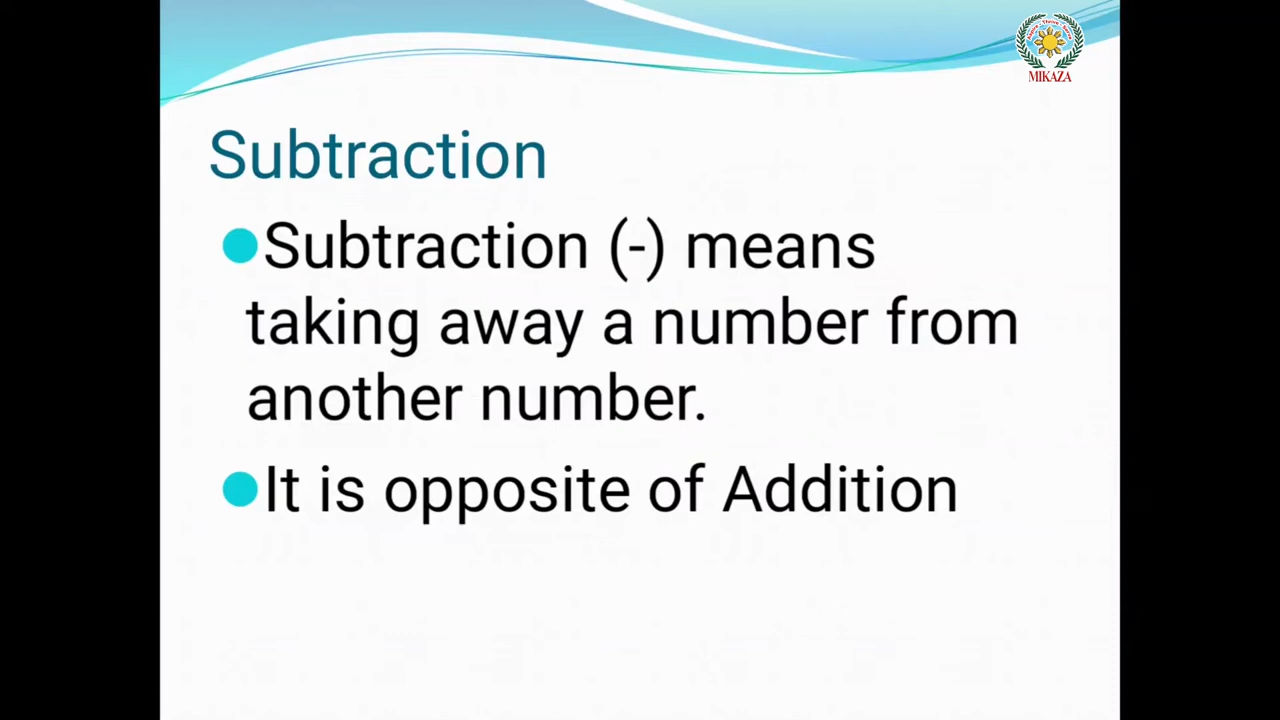 MIKAZA
Subtraction
Subtraction (-) means
taking away a number from
another number.
It is opposite of Addition